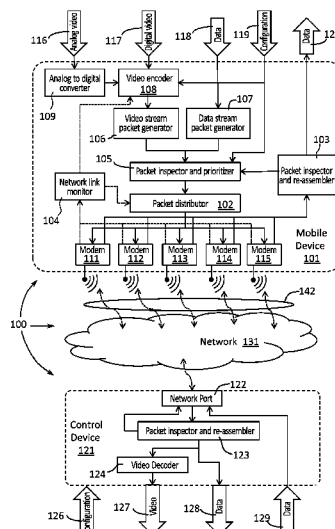 116
Analog video
117
Digital video
118
Data
119
Configuration
Data
12
Analog to digital
converter
109
Video encoder
108
107
106
Video stream
packet generator
Data stream
packet generator
103
105
Packet inspector and prioritizer
Packet inspector
and re-assembler
Network link
monitor
104
Packet distributor 102
Modem
111
Modem
112
Modem
113
Modem
114
Modem
115
Mobile
Device
101
142
100
Network 131
122
Network Port
Control
Device
121
Packet inspector and re-assembler
123
124
Video Decoder
126
Configuration
127
Video
128
Data
129
Data